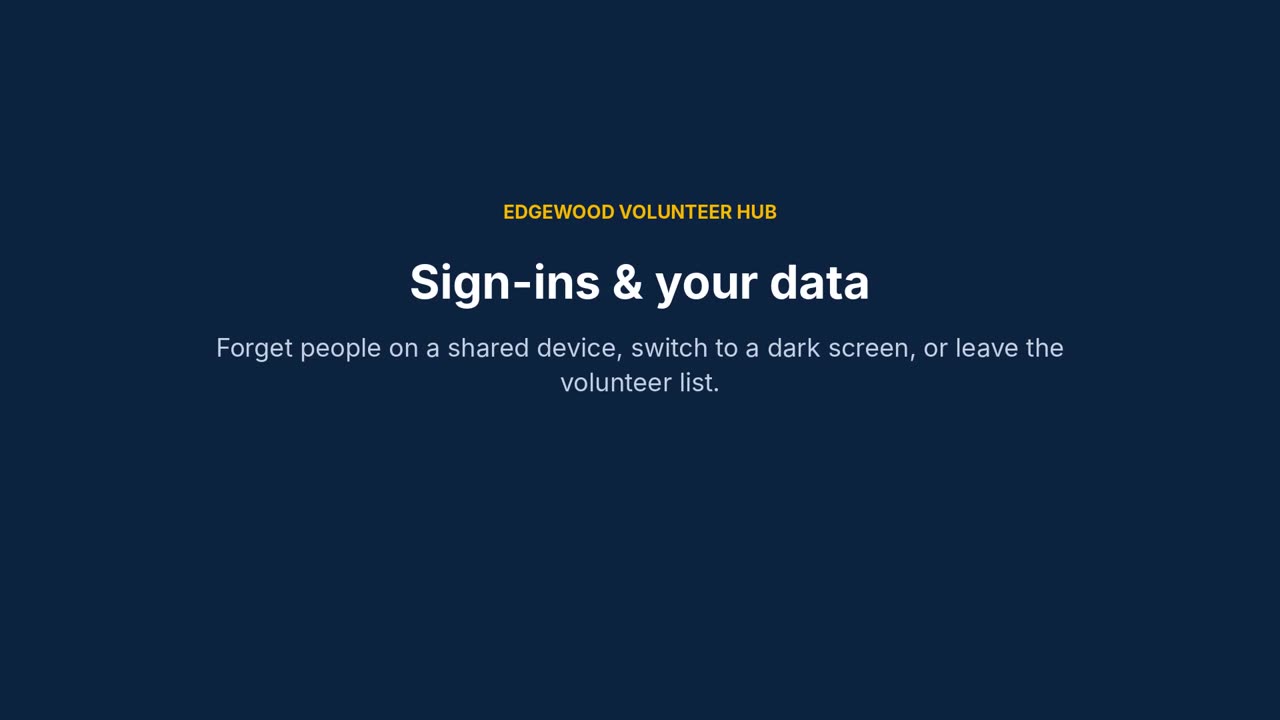 EDGEWOOD VOLUNTEER HUB
Sign-ins & your data
Forget people on a shared device, switch to a dark screen, or leave the
volunteer list.